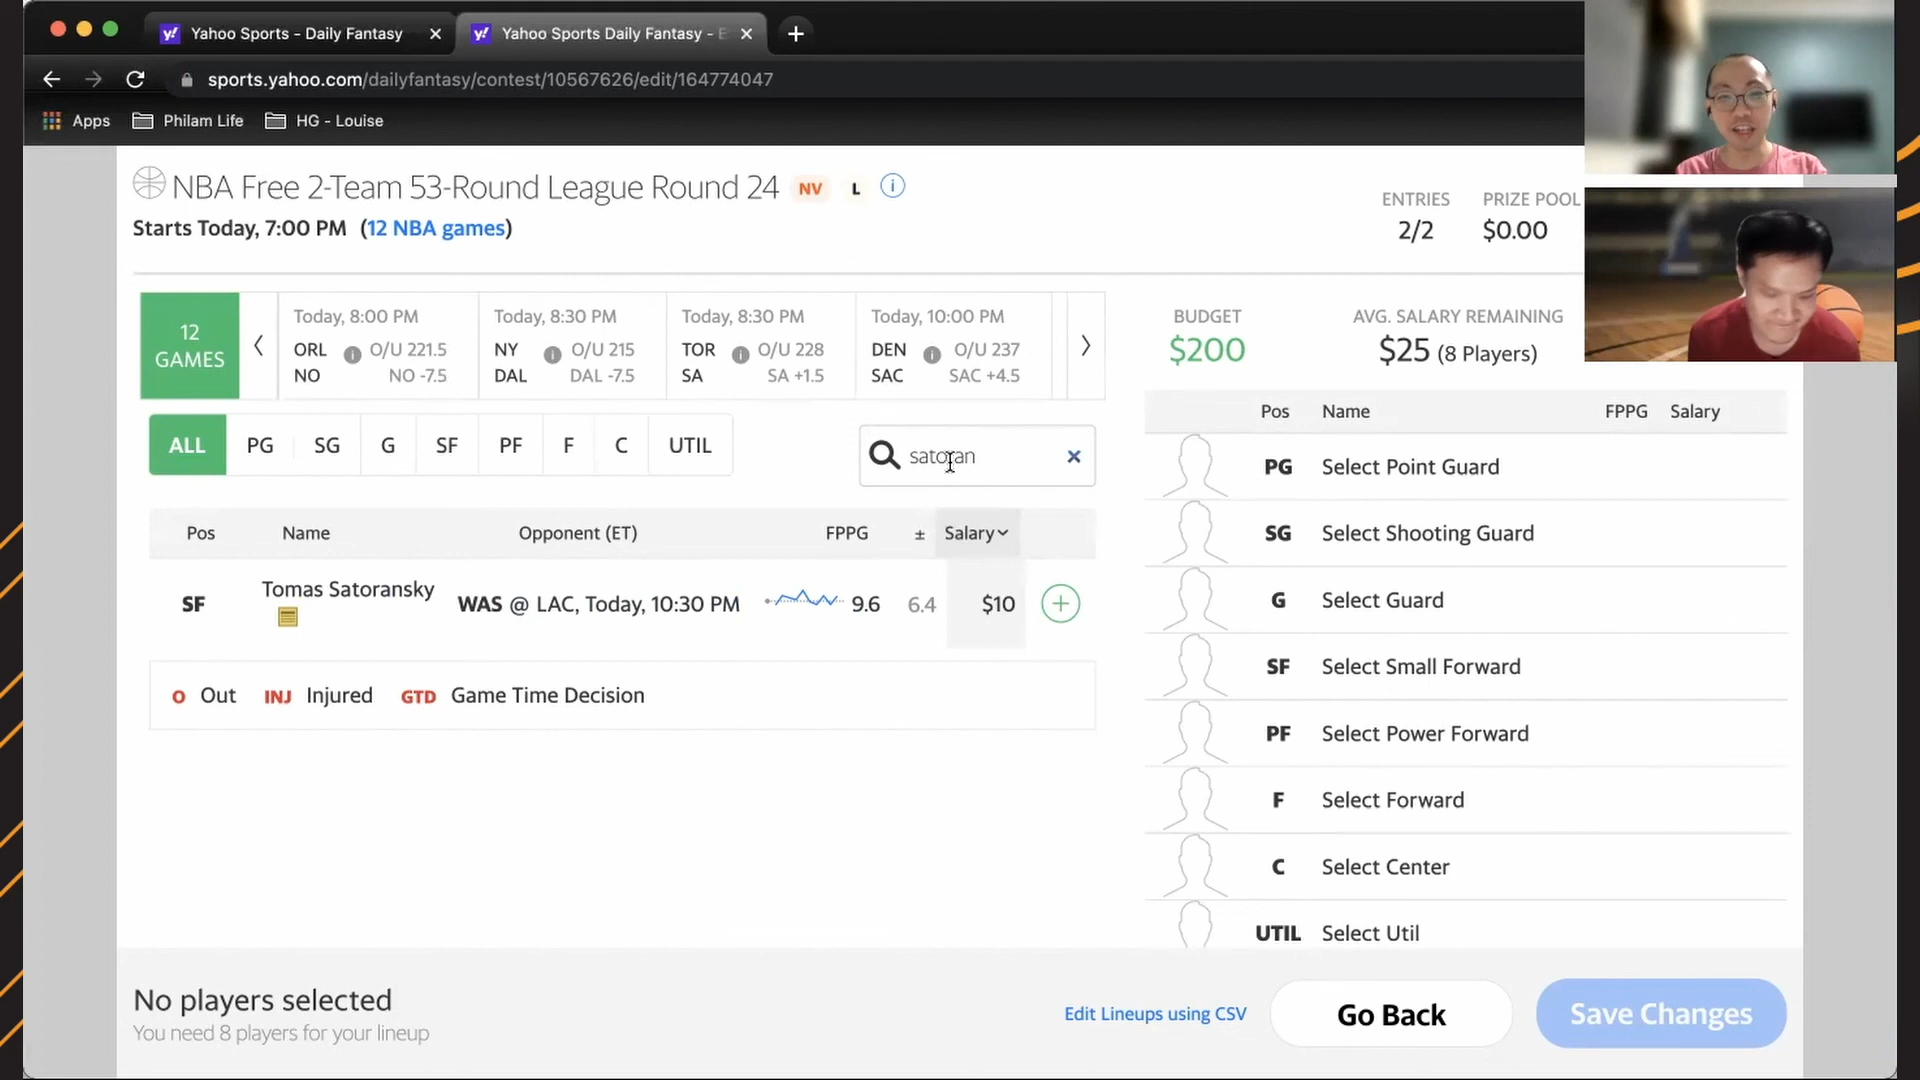 Yahoo Sports - Daily Fantasy
Yahoo Sports Daily Fantasy -
sports.yahoo.com/dailyfantasy/contest/10567626/edit/164774047
Apps Philam Life HG - Louise
NBA Free 2-Team 53-Round League Round 24 NV L
Starts Today, 7:00 PM (12 NBA games)
ENTRIES PRIZE POOL
2/2 $0.00
12 GAMES
Today, 8:00 PM
ORL O/U 221.5
NO NO -7.5
Today, 8:30 PM
NY O/U 215
DAL DAL -7.5
Today, 8:30 PM
TOR O/U 228
SA SA +1.5
Today, 10:00 PM
DEN O/U 237
SAC SAC +4.5
BUDGET
$200
AVG. SALARY REMAINING
$25 (8 Players)
ALL PG SG G SF PF F C UTIL
satoran
Pos Name Opponent (ET) FPPG ± Salary
SF Tomas Satoransky WAS @ LAC, Today, 10:30 PM 9.6 6.4 $10
O Out INJ Injured GTD Game Time Decision
Pos Name FPPG Salary
PG Select Point Guard
SG Select Shooting Guard
G Select Guard
SF Select Small Forward
PF Select Power Forward
F Select Forward
C Select Center
UTIL Select Util
No players selected
You need 8 players for your lineup
Edit Lineups using CSV
Go Back
Save Changes